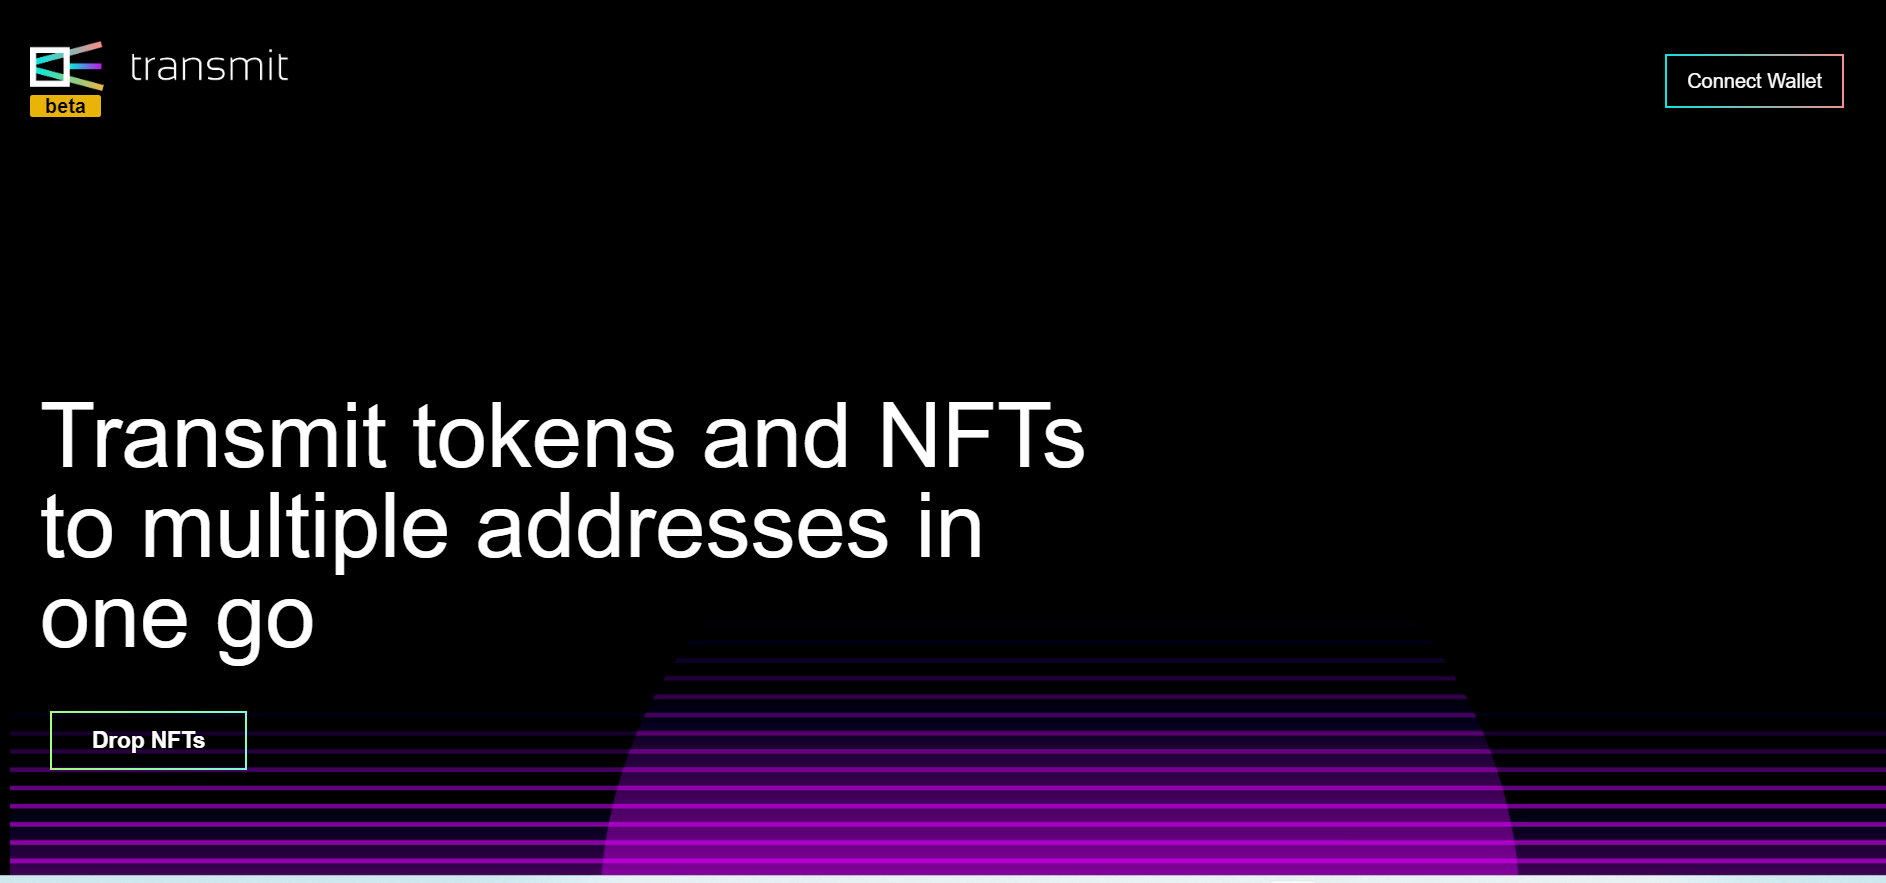 transmit
beta
Connect Wallet
Transmit tokens and NFTs
to multiple addresses in
one go
Drop NFTs